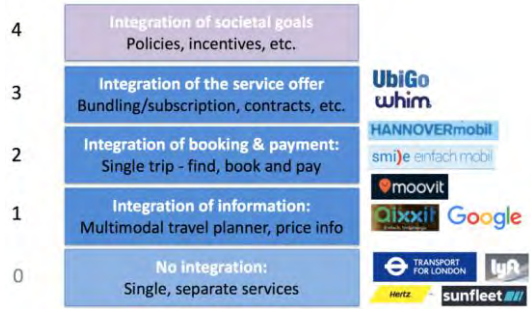 4
Integration of societal goals
Policies, incentives, etc.
3
Integration of the service offer
Bundling/subscription, contracts, etc.
UbiGo
whim
2
Integration of booking & payment:
Single trip - find, book and pay
HANNOVERmobil
smi)e einfach mobil
1
Integration of information:
Multimodal travel planner, price info
moovit
Qixxit
Google
0
No integration:
Single, separate services
TRANSPORT
FOR LONDON
lyft
Hertz
sunfleet